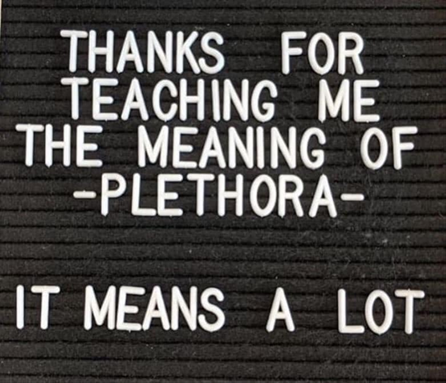 THANKS FOR
TEACHING ME
THE MEANING OF
-PLETHORA-
IT MEANS A LOT